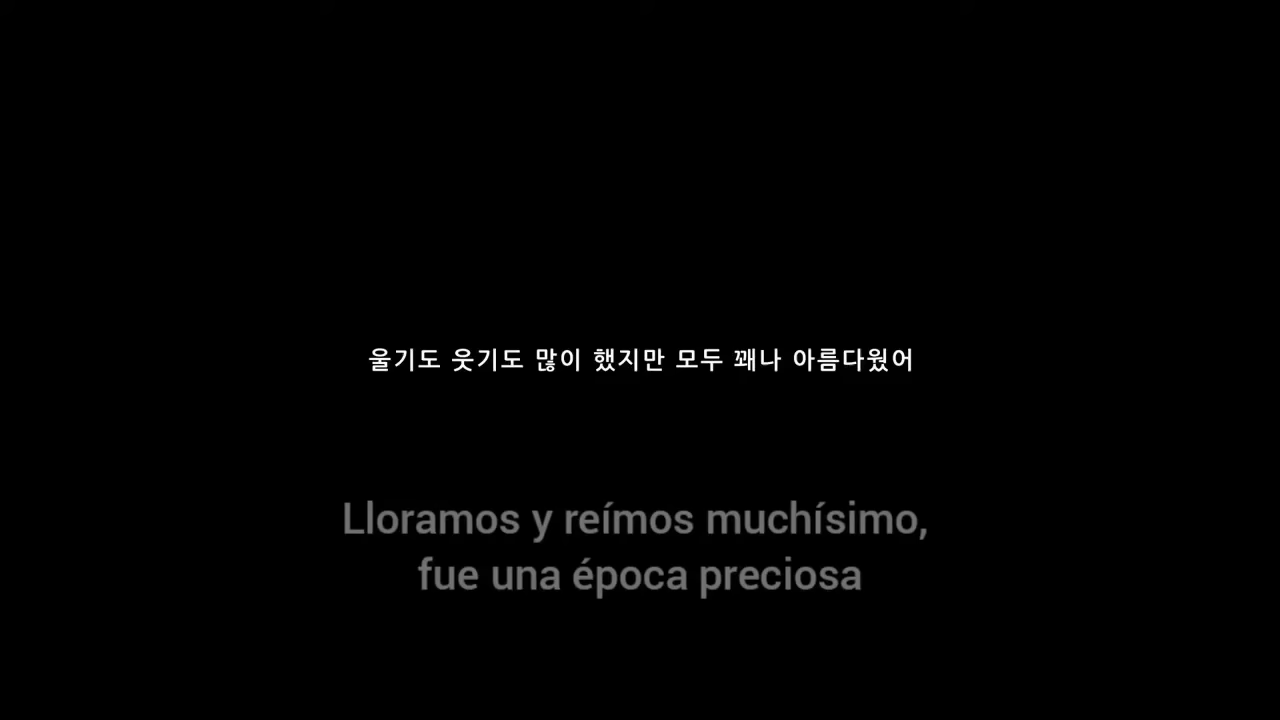 울기도 웃기도 많이 했지만 모두 꽤나 아름다웠어
Lloramos y reímos muchísimo,
fue una época preciosa